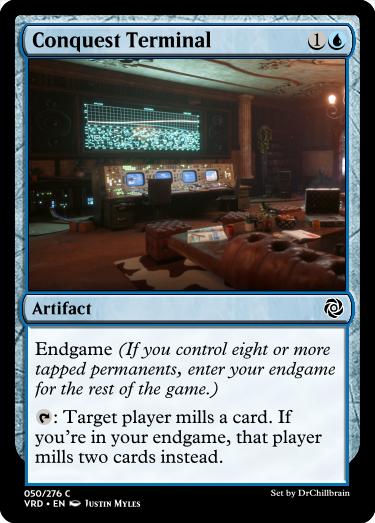 Conquest Terminal 1
Artifact
Endgame (If you control eight or more
tapped permanents, enter your endgame
for the rest of the game.)
: Target player mills a card. If
you're in your endgame, that player
mills two cards instead.
050/276 C
Set by DrChillbrain
VRD • EN Justin Myles